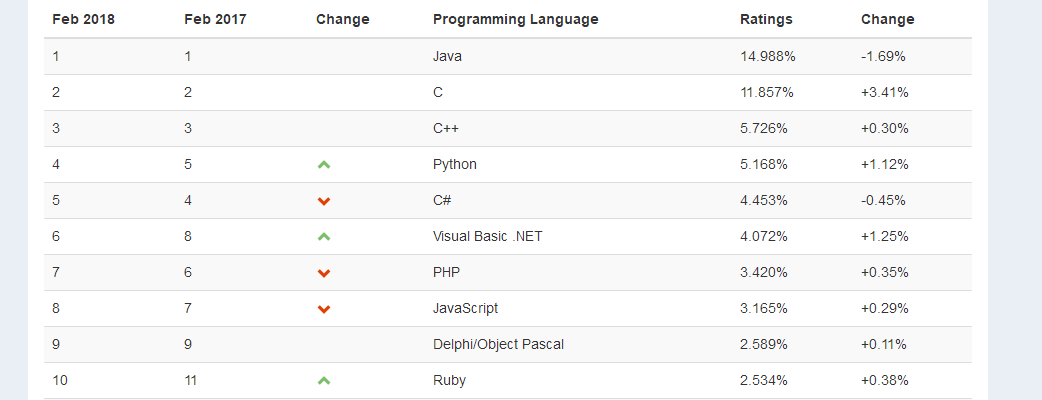 Feb 2018 Feb 2017 Change Programming Language Ratings Change
1 1 Java 14.988% -1.69%
2 2 C 11.857% +3.41%
3 3 C++ 5.726% +0.30%
4 5 Python 5.168% +1.12%
5 4 C# 4.453% -0.45%
6 8 Visual Basic .NET 4.072% +1.25%
7 6 PHP 3.420% +0.35%
8 7 JavaScript 3.165% +0.29%
9 9 Delphi/Object Pascal 2.589% +0.11%
10 11 Ruby 2.534% +0.38%